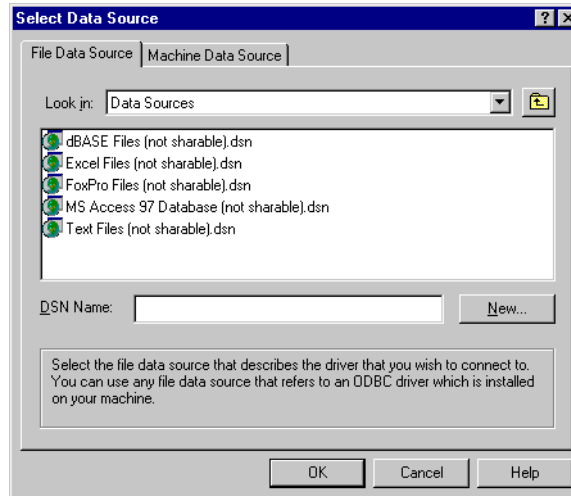 Select Data Source
File Data Source Machine Data Source
Look in: Data Sources
dBASE Files (not sharable).dsn
Excel Files (not sharable).dsn
FoxPro Files (not sharable).dsn
MS Access 97 Database (not sharable).dsn
Text Files (not sharable).dsn
DSN Name: New...
Select the file data source that describes the driver that you wish to connect to.
You can use any file data source that refers to an ODBC driver which is installed
on your machine.
OK Cancel Help